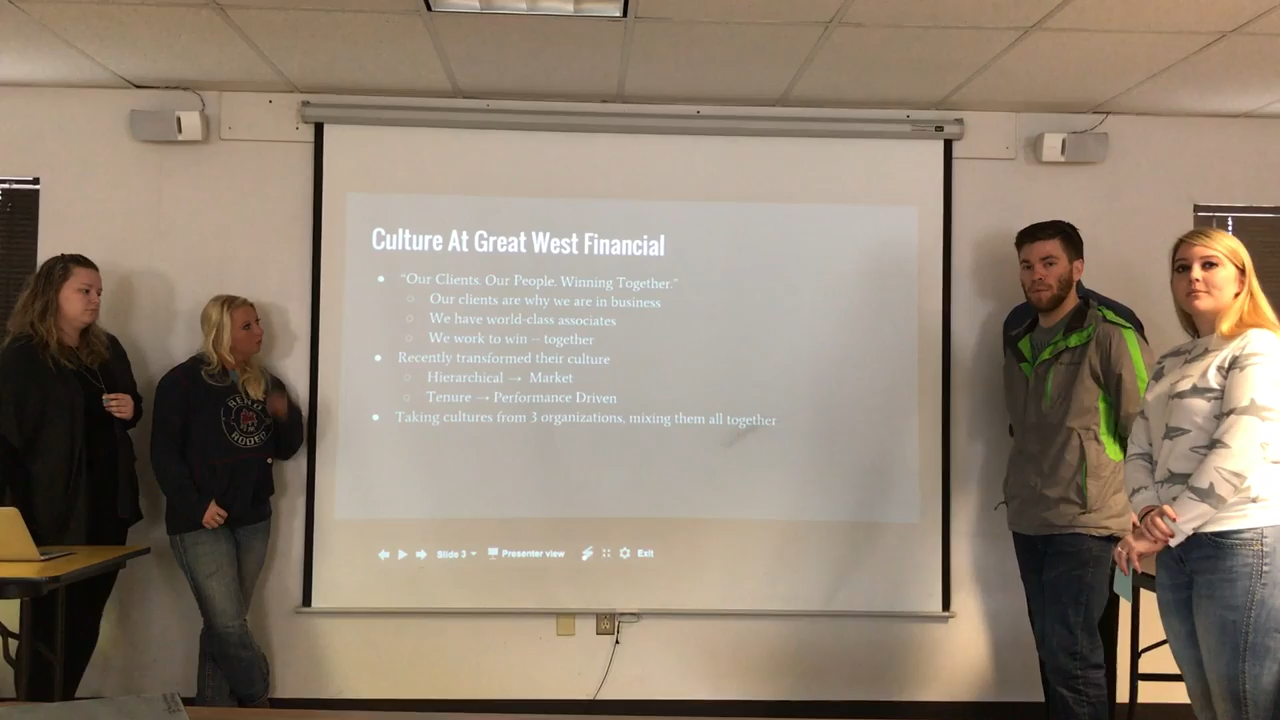 Culture At Great West Financial
● "Our Clients. Our People. Winning Together."
○ Our clients are why we are in business
○ We have world-class associates
○ We work to win – together
● Recently transformed their culture
○ Hierarchical → Market
○ Tenure → Performance Driven
● Taking cultures from 3 organizations, mixing them all together
Slide 3 Presenter view Exit
RENO
RODEO